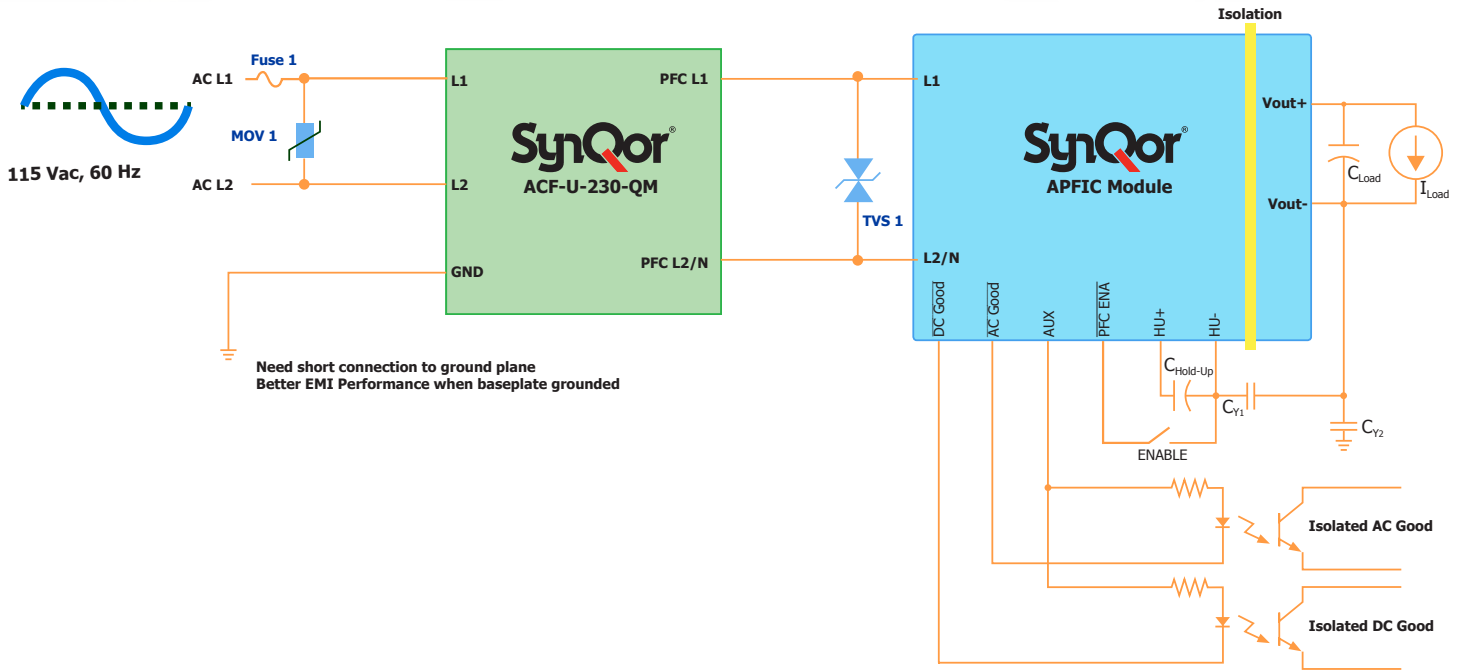 Isolation
Fuse 1
AC L1
L1
PFC L1
L1
Vout+
MOV 1
SynQor®
ACF-U-230-QM
SynQor®
APFIC Module
115 Vac, 60 Hz
AC L2
L2
TVS 1
CLoad
ILoad
Vout-
GND
PFC L2/N
L2/N
DC Good
AC Good
AUX
PFC ENA
HU+
HU-
Need short connection to ground plane
Better EMI Performance when baseplate grounded
CHold-Up
CY1
CY2
ENABLE
Isolated AC Good
Isolated DC Good